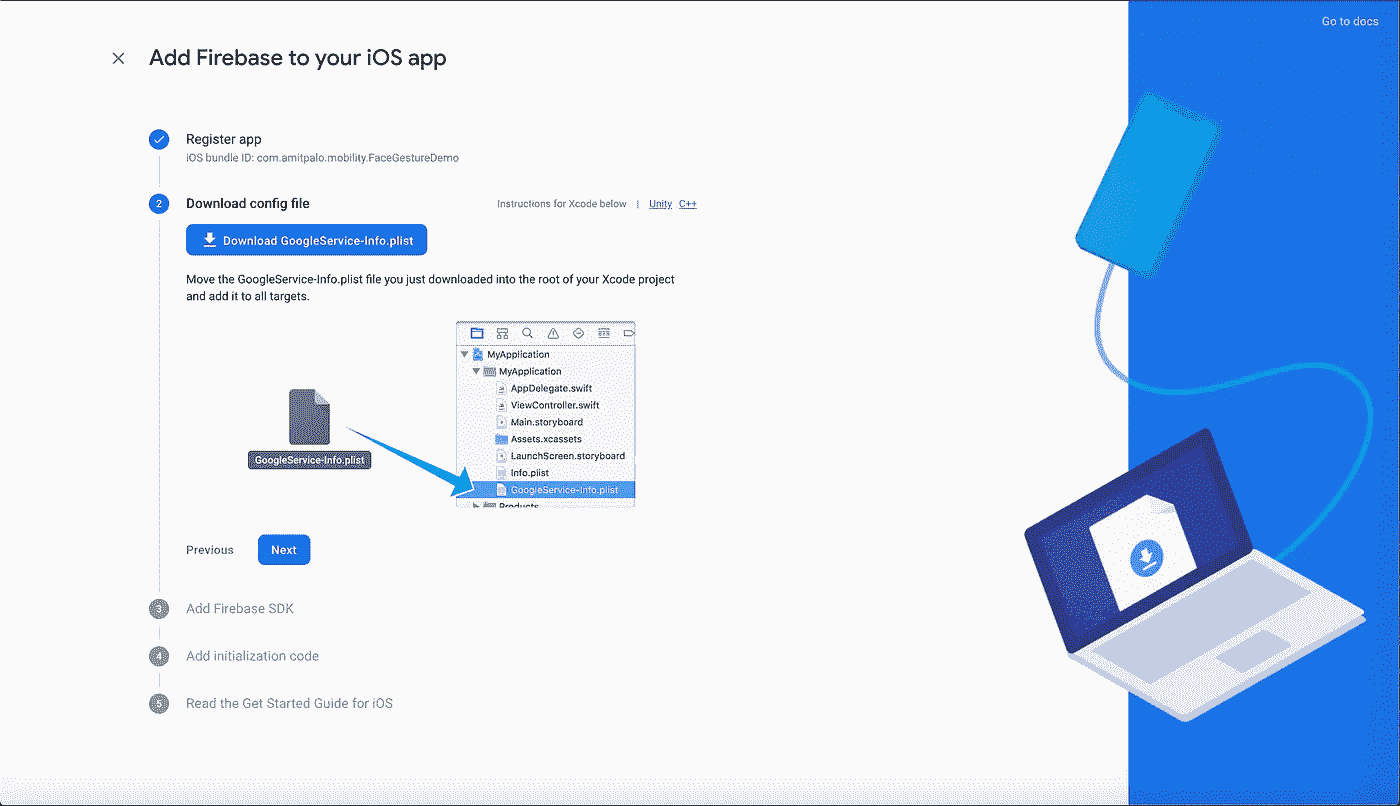 Go to docs
Add Firebase to your iOS app
Register app
iOS bundle ID: com.amitpalo.mobility.FaceGestureDemo
2
Download config file
Instructions for Xcode below | Unity C++
Download GoogleService-Info.plist
Move the GoogleService-Info.plist file you just downloaded into the root of your Xcode project
and add it to all targets.
MyApplication
MyApplication
AppDelegate.swift
ViewController.swift
Main.storyboard
Assets.xcassets
LaunchScreen.storyboard
Info.plist
GoogleService-Info.plist
Products
GoogleService-Info.plist
Previous
Next
3
Add Firebase SDK
4
Add initialization code
5
Read the Get Started Guide for iOS